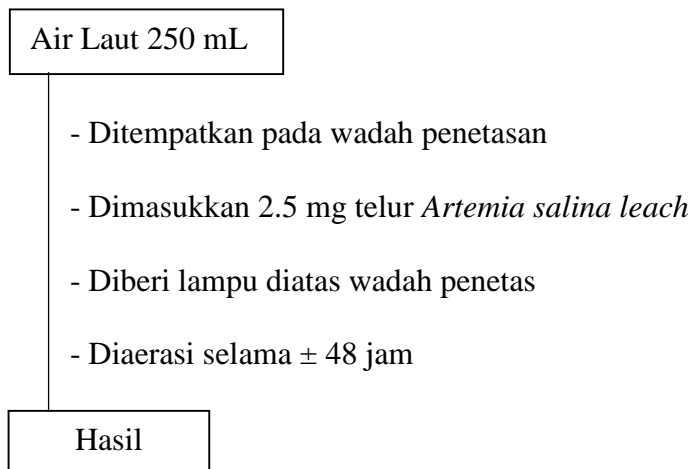 Air Laut 250 mL
- Ditempatkan pada wadah penetasan
- Dimasukkan 2.5 mg telur Artemia salina leach
- Diberi lampu diatas wadah penetas
- Diaerasi selama ± 48 jam
Hasil